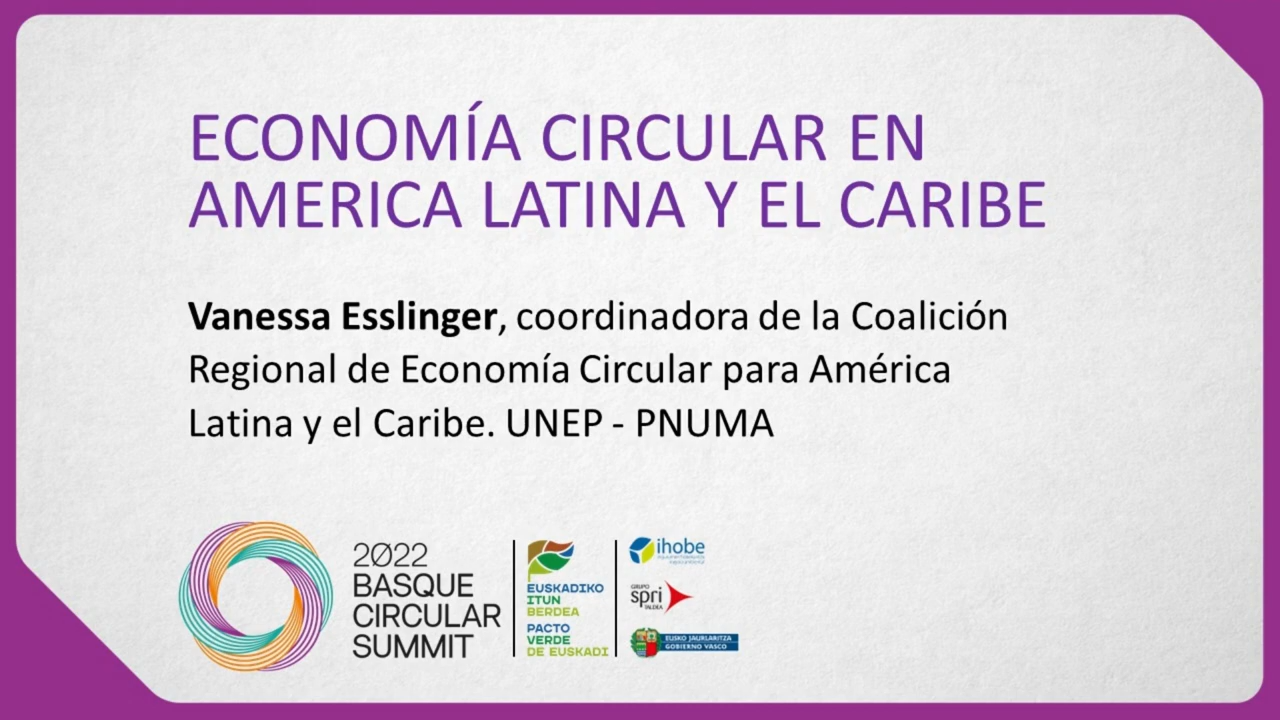 ECONOMÍA CIRCULAR EN
AMERICA LATINA Y EL CARIBE
Vanessa Esslinger, coordinadora de la Coalición
Regional de Economía Circular para América
Latina y el Caribe. UNEP - PNUMA
2022
BASQUE
CIRCULAR
SUMMIT
EUSKADIKO
ITUN
BERDEA
PACTO
VERDE
DE EUSKADI
ihobe
GRUPO
spri
TALDEA
EUSKO JAURLARITZA
GOBIERNO VASCO